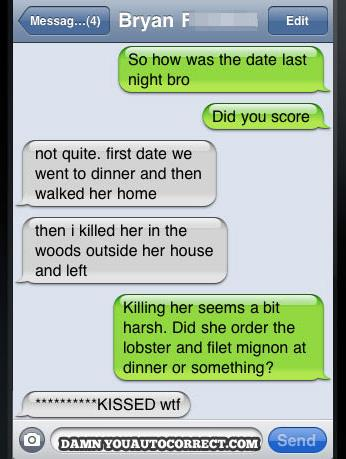 Messag...(4)
Bryan
Edit
So how was the date last
night bro
Did you score
not quite. first date we
went to dinner and then
walked her home
then i killed her in the
woods outside her house
and left
Killing her seems a bit
harsh. Did she order the
lobster and filet mignon at
dinner or something?
**********KISSED wtf
DAMNYOUAUTOCORRECT.COM
Send